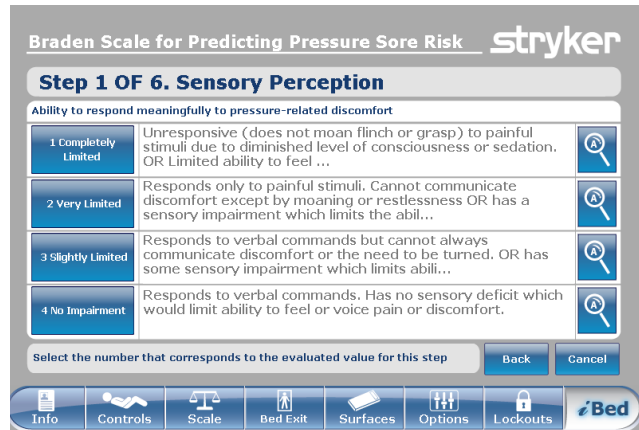 Braden Scale for Predicting Pressure Sore Risk
stryker
Step 1 OF 6. Sensory Perception
Ability to respond meaningfully to pressure-related discomfort
1 Completely
Limited
Unresponsive (does not moan flinch or grasp) to painful
stimuli due to diminished level of consciousness or sedation.
OR Limited ability to feel ...
A
2 Very Limited
Responds only to painful stimuli. Cannot communicate
discomfort except by moaning or restlessness OR has a
sensory impairment which limits the abil...
A
3 Slightly Limited
Responds to verbal commands but cannot always
communicate discomfort or the need to be turned. OR has
some sensory impairment which limits abili...
A
4 No Impairment
Responds to verbal commands. Has no sensory deficit which
would limit ability to feel or voice pain or discomfort.
A
Select the number that corresponds to the evaluated value for this step
Back
Cancel
Info
Controls
Scale
Bed Exit
Surfaces
Options
Lockouts
iBed